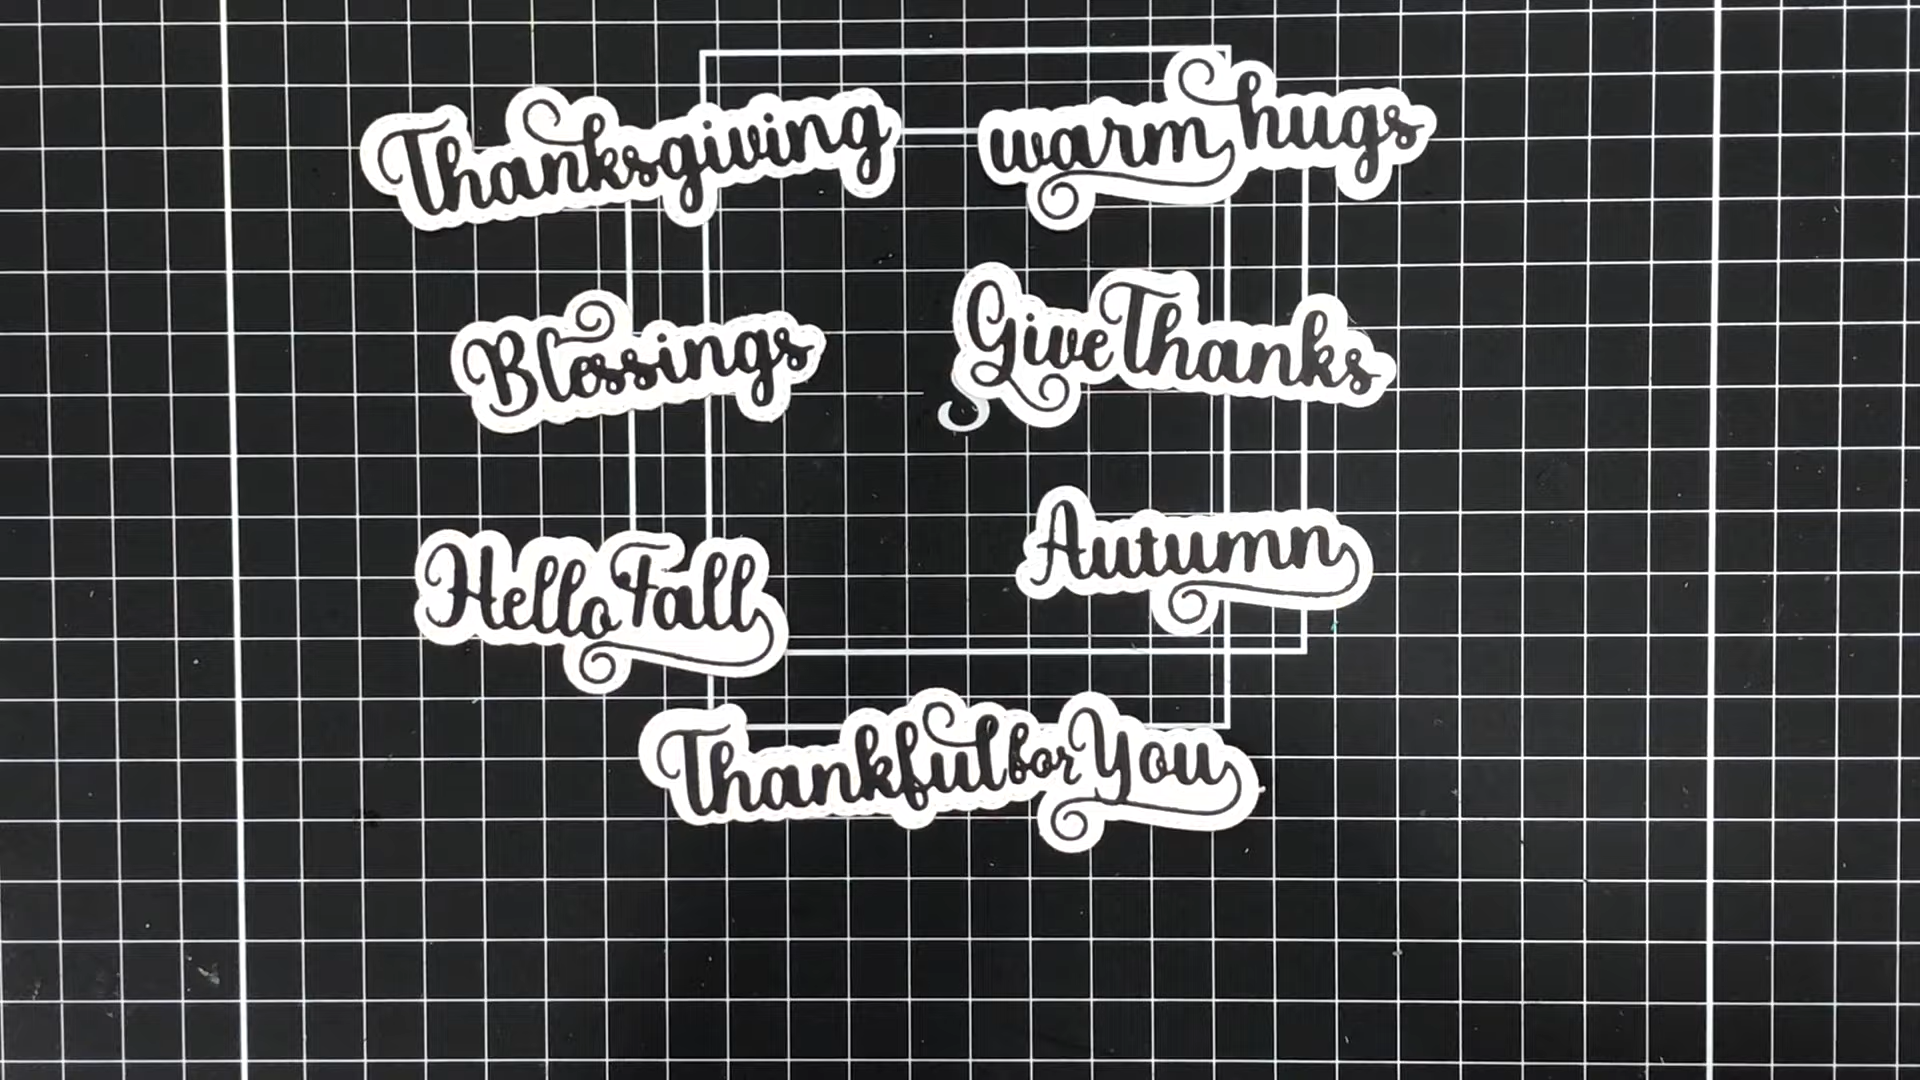 Thanksgiving
warm hugs
Blessings
Give Thanks
Hello Fall
Autumn
Thankful for You